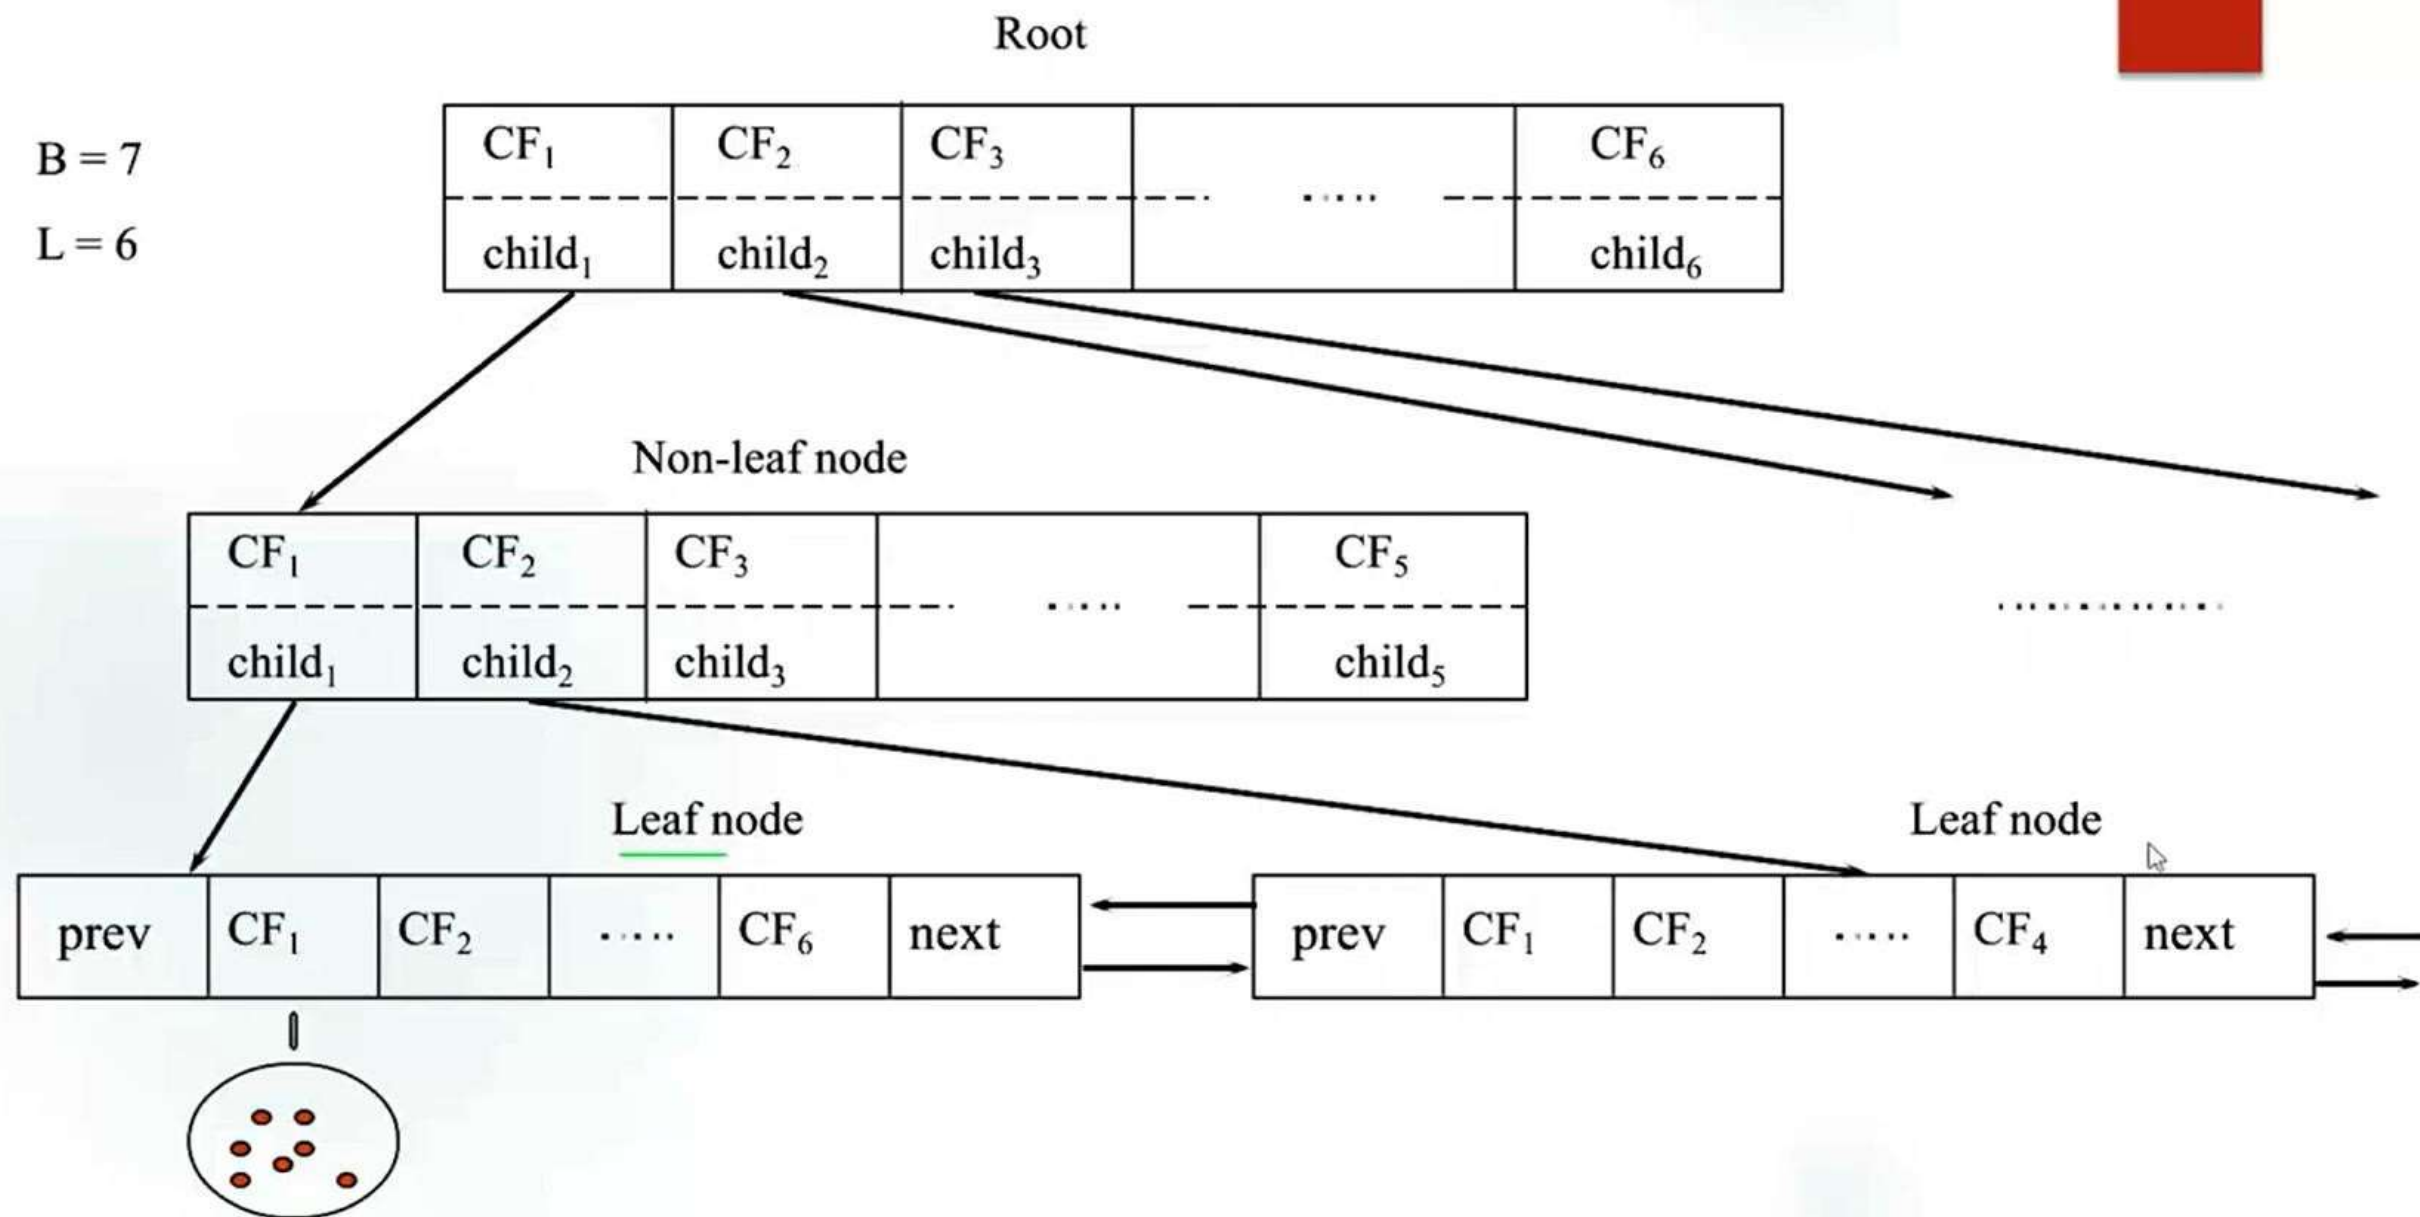 Root
B = 7
L = 6
CF₁ CF₂ CF₃ CF₆
child₁ child₂ child₃ ..... child₆
Non-leaf node
CF₁ CF₂ CF₃ CF₅
child₁ child₂ child₃ ..... child₅
Leaf node Leaf node
prev CF₁ CF₂ ..... CF₆ next prev CF₁ CF₂ ..... CF₄ next